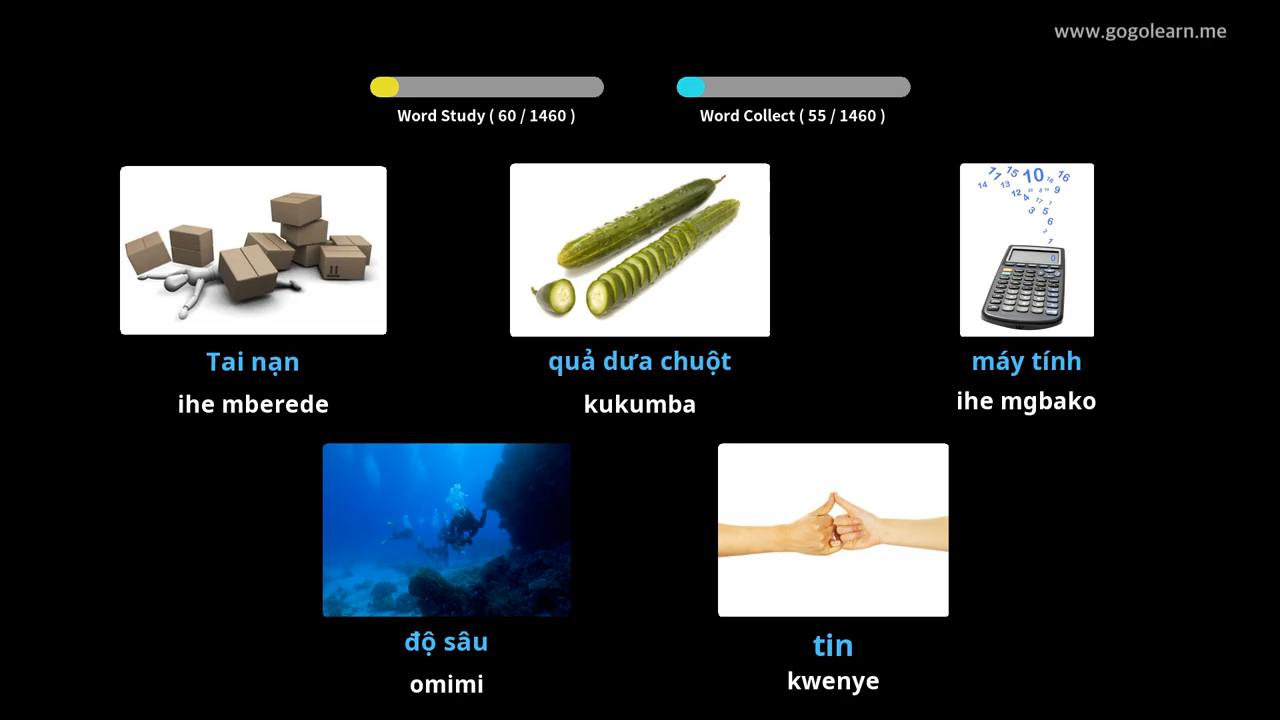 www.gogolearn.me
Word Study ( 60 / 1460 )
Word Collect ( 55 / 1460 )
Tai nạn
ihe mberede
quả dưa chuột
kukumba
máy tính
ihe mgbako
độ sâu
omimi
tin
kwenye